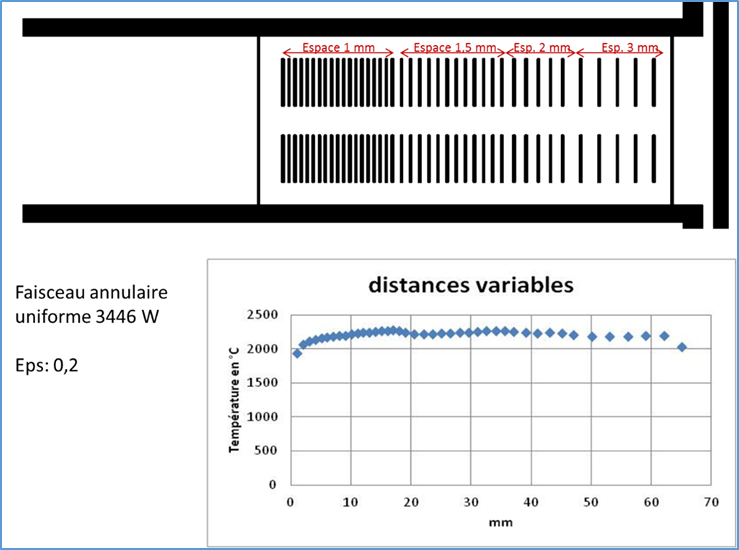 Espace 1 mm
Espace 1,5 mm
Esp. 2 mm
Esp. 3 mm
Faisceau annulaire
uniforme 3446 W
Eps: 0,2
distances variables
Température en °C
2500
2000
1500
1000
500
0
0 10 20 30 40 50 60 70
mm